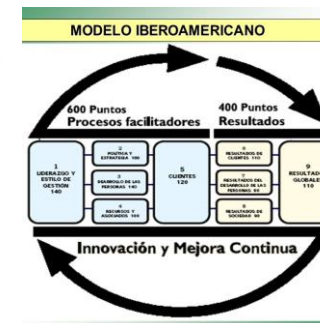 MODELO IBEROAMERICANO
600 Puntos
Procesos facilitadores
400 Puntos
Resultados
1
LIDERAZGO Y
ESTILO DE
GESTIÓN
140
2
POLÍTICA Y
ESTRATEGIA 100
3
DESARROLLO DE LAS
PERSONAS 140
4
RECURSOS Y
ASOCIADOS 100
5
CLIENTES
120
6
RESULTADOS DE
CLIENTES 110
7
RESULTADOS DEL
DESARROLLO DE LAS
PERSONAS 90
8
RESULTADOS DE
SOCIEDAD 90
9
RESULTAD
GLOBALE
110
Innovación y Mejora Continua